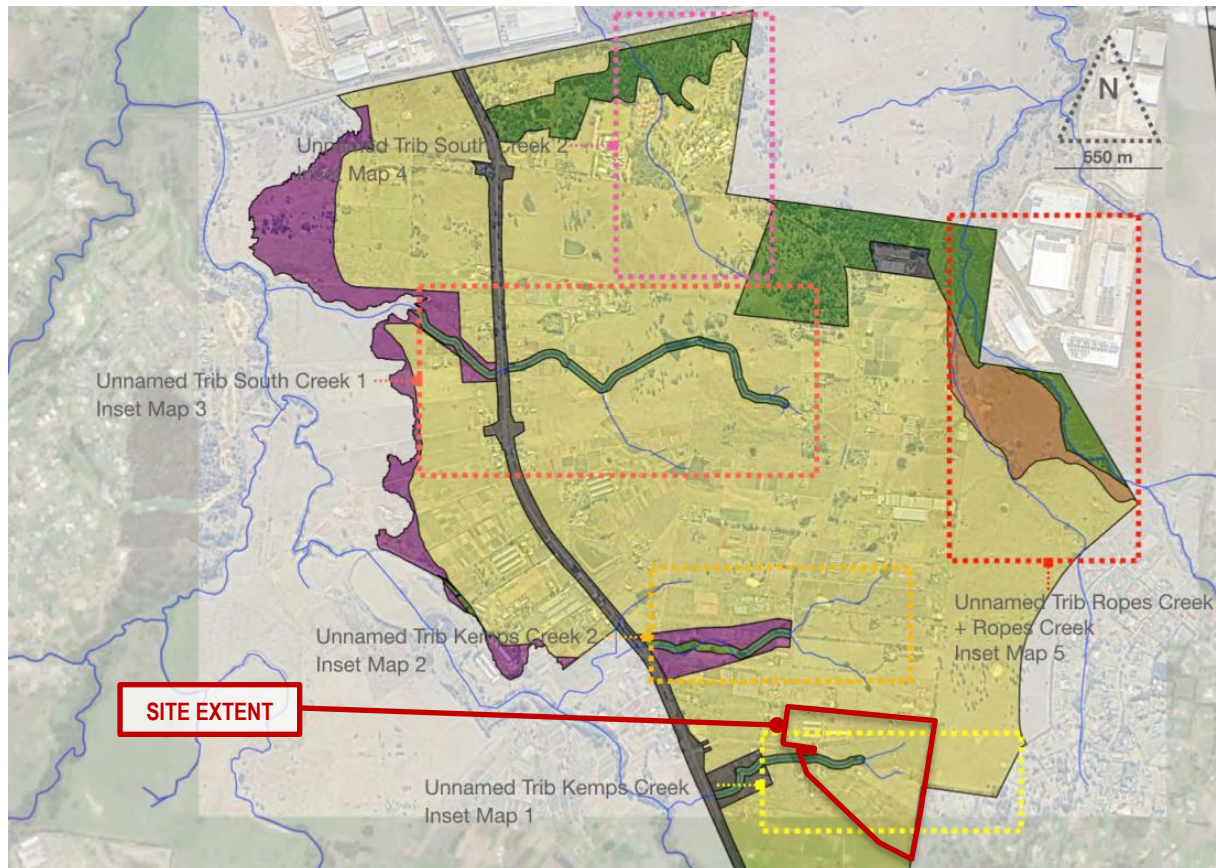 N
550 m
Unnamed Trib South Creek 2
Inset Map 4
Unnamed Trib South Creek 1
Inset Map 3
Unnamed Trib Ropes Creek
+ Ropes Creek
Inset Map 5
Unnamed Trib Kemps Creek 2
Inset Map 2
SITE EXTENT
Unnamed Trib Kemps Creek
Inset Map 1